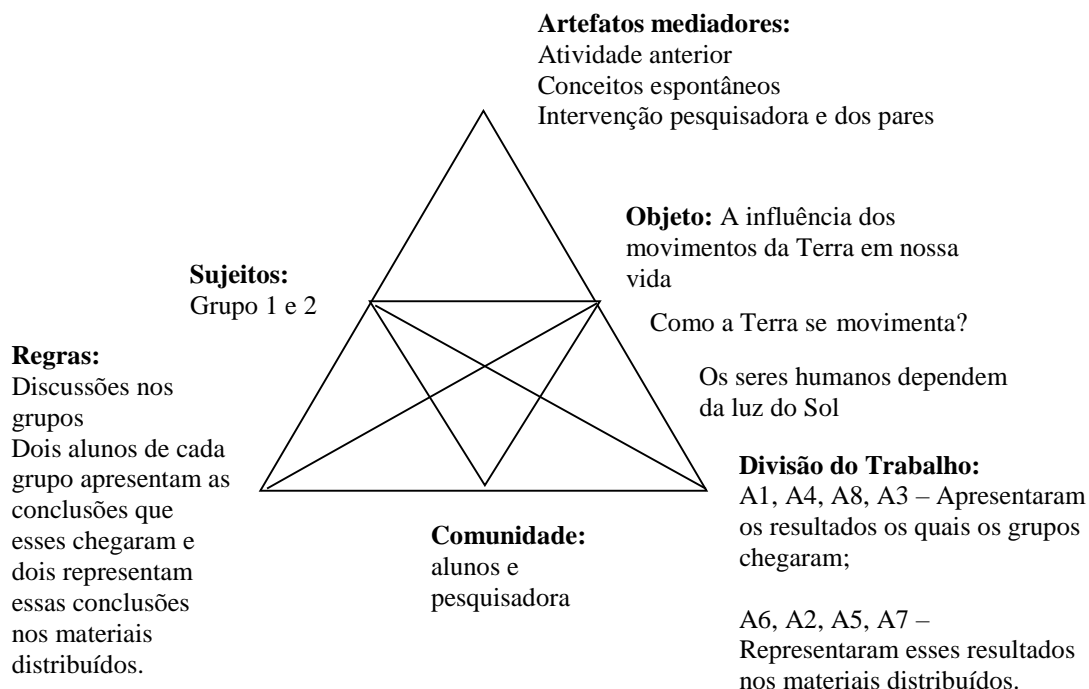 Artefatos mediadores:
Atividade anterior
Conceitos espontâneos
Intervenção pesquisadora e dos pares
Objeto: A influência dos
movimentos da Terra em nossa
vida
Sujeitos:
Grupo 1 e 2
Como a Terra se movimenta?
Os seres humanos dependem
da luz do Sol
Regras:
Discussões nos
grupos
Dois alunos de cada
grupo apresentam as
conclusões que
esses chegaram e
dois representam
essas conclusões
nos materiais
distribuídos.
Comunidade:
alunos e
pesquisadora
Divisão do Trabalho:
A1, A4, A8, A3 – Apresentaram
os resultados os quais os grupos
chegaram;
A6, A2, A5, A7 –
Representaram esses resultados
nos materiais distribuídos.